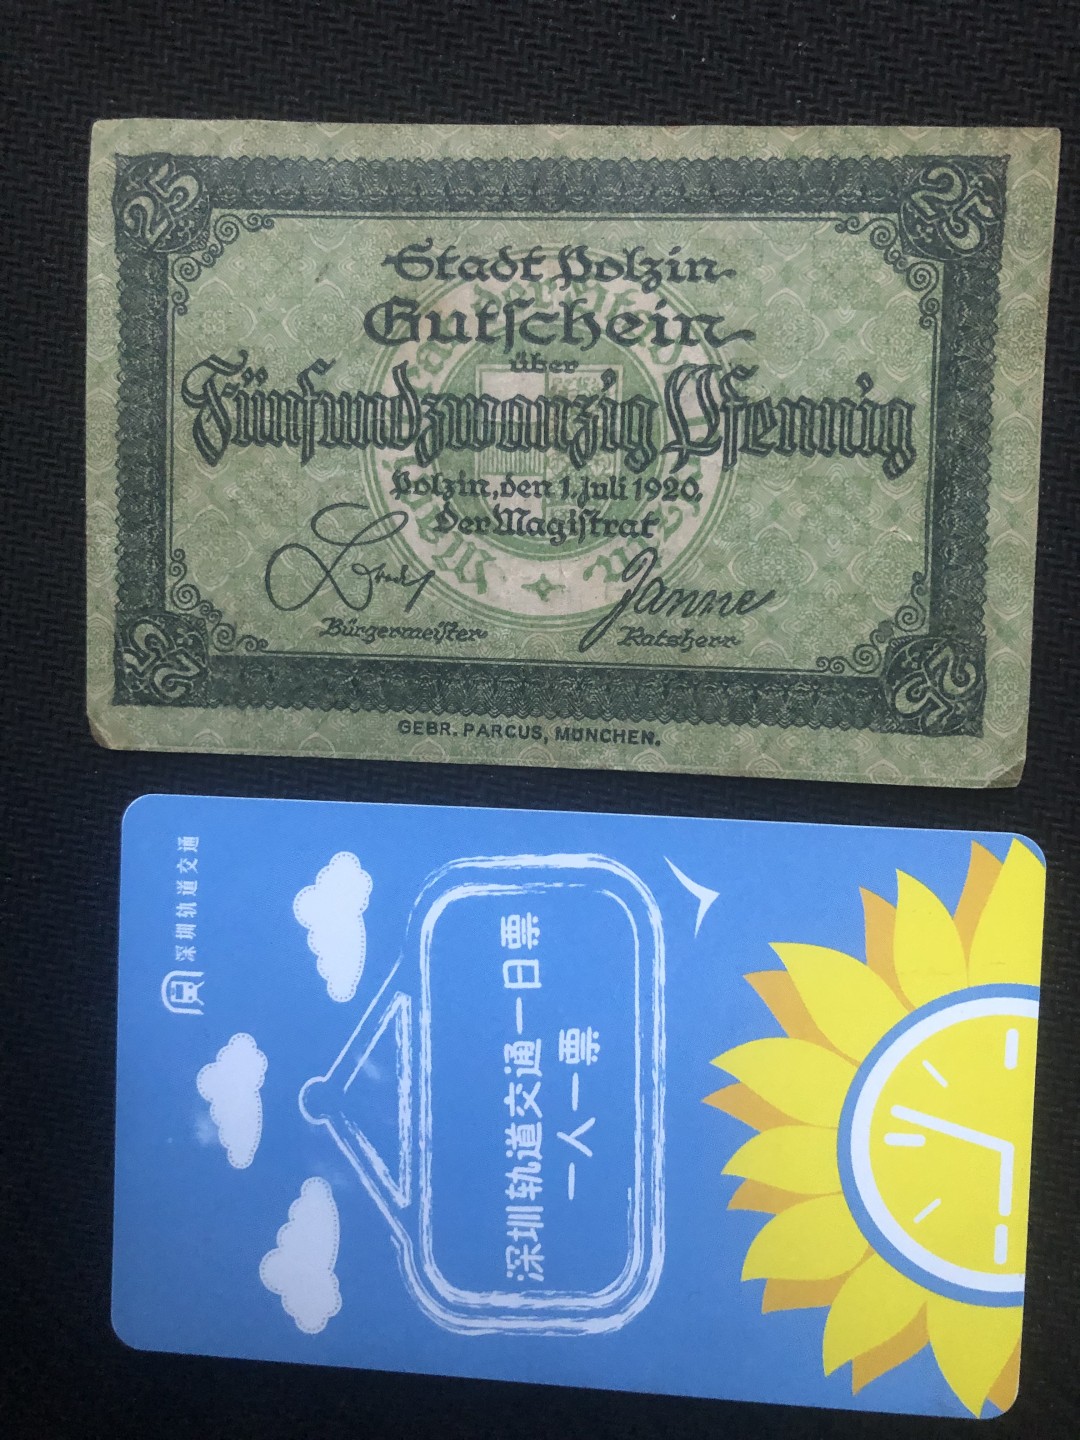 25
25
Stadt Polzin
Gutschein
über
Fünfundzwanzig Pfennig
Polzin, den 1. Juli 1920.
Der Magistrat
Janne
Bürgermeister
Ratsherr
25
25
GEBR. PARCUS, MÜNCHEN.
深圳轨道交通
深圳轨道交通一日票
一人一票